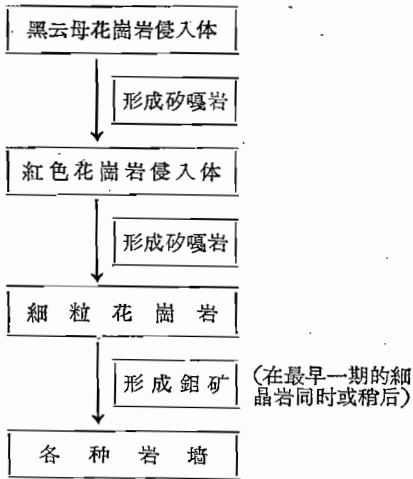 黑云母花崗岩侵入体
形成矽嘎岩
紅色花崗岩侵入体
形成矽嘎岩
細粒花崗岩
形成鉬矿
(在最早一期的細
晶岩同时或稍后)
各种岩墙